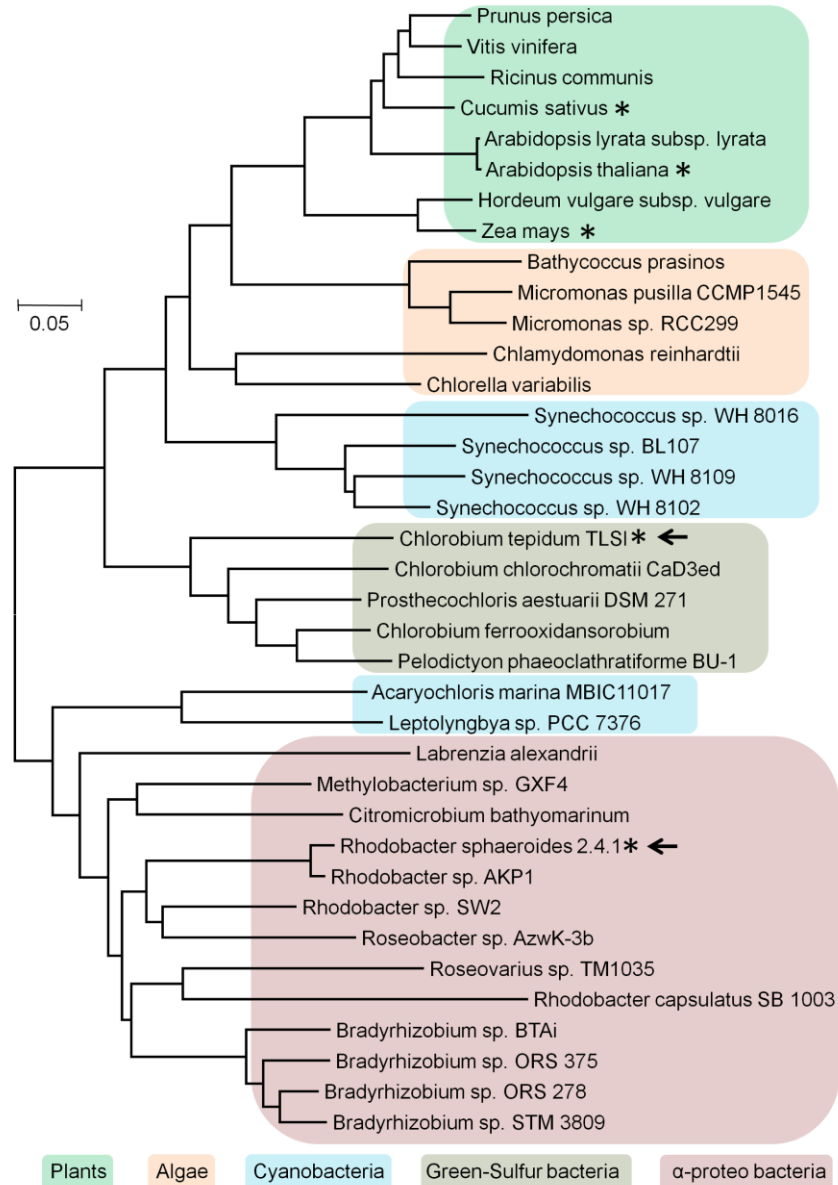 Prunus persica
Vitis vinifera
Ricinus communis
Cucumis sativus *
Arabidopsis lyrata subsp. lyrata
Arabidopsis thaliana *
Hordeum vulgare subsp. vulgare
Zea mays *
Bathycoccus prasinos
Micromonas pusilla CCMP1545
0.05
Micromonas sp. RCC299
Chlamydomonas reinhardtii
Chlorella variabilis
Synechococcus sp. WH 8016
Synechococcus sp. BL107
Synechococcus sp. WH 8109
Synechococcus sp. WH 8102
Chlorobium tepidum TLSI* ←
Chlorobium chlorochromatii CaD3ed
Prosthecochloris aestuarii DSM 271
Chlorobium ferrooxidansorobium
Pelodictyon phaeoclathratiforme BU-1
Acaryochloris marina MBIC11017
Leptolyngbya sp. PCC 7376
Labrenzia alexandrii
Methylobacterium sp. GXF4
Citromicrobium bathyomarinum
Rhodobacter sphaeroides 2.4.1* ←
Rhodobacter sp. AKP1
Rhodobacter sp. SW2
Roseobacter sp. AzwK-3b
Roseovarius sp. TM1035
Rhodobacter capsulatus SB 1003
Bradyrhizobium sp. BTAi
Bradyrhizobium sp. ORS 375
Bradyrhizobium sp. ORS 278
Bradyrhizobium sp. STM 3809
Plants Algae Cyanobacteria Green-Sulfur bacteria α-proteo bacteria